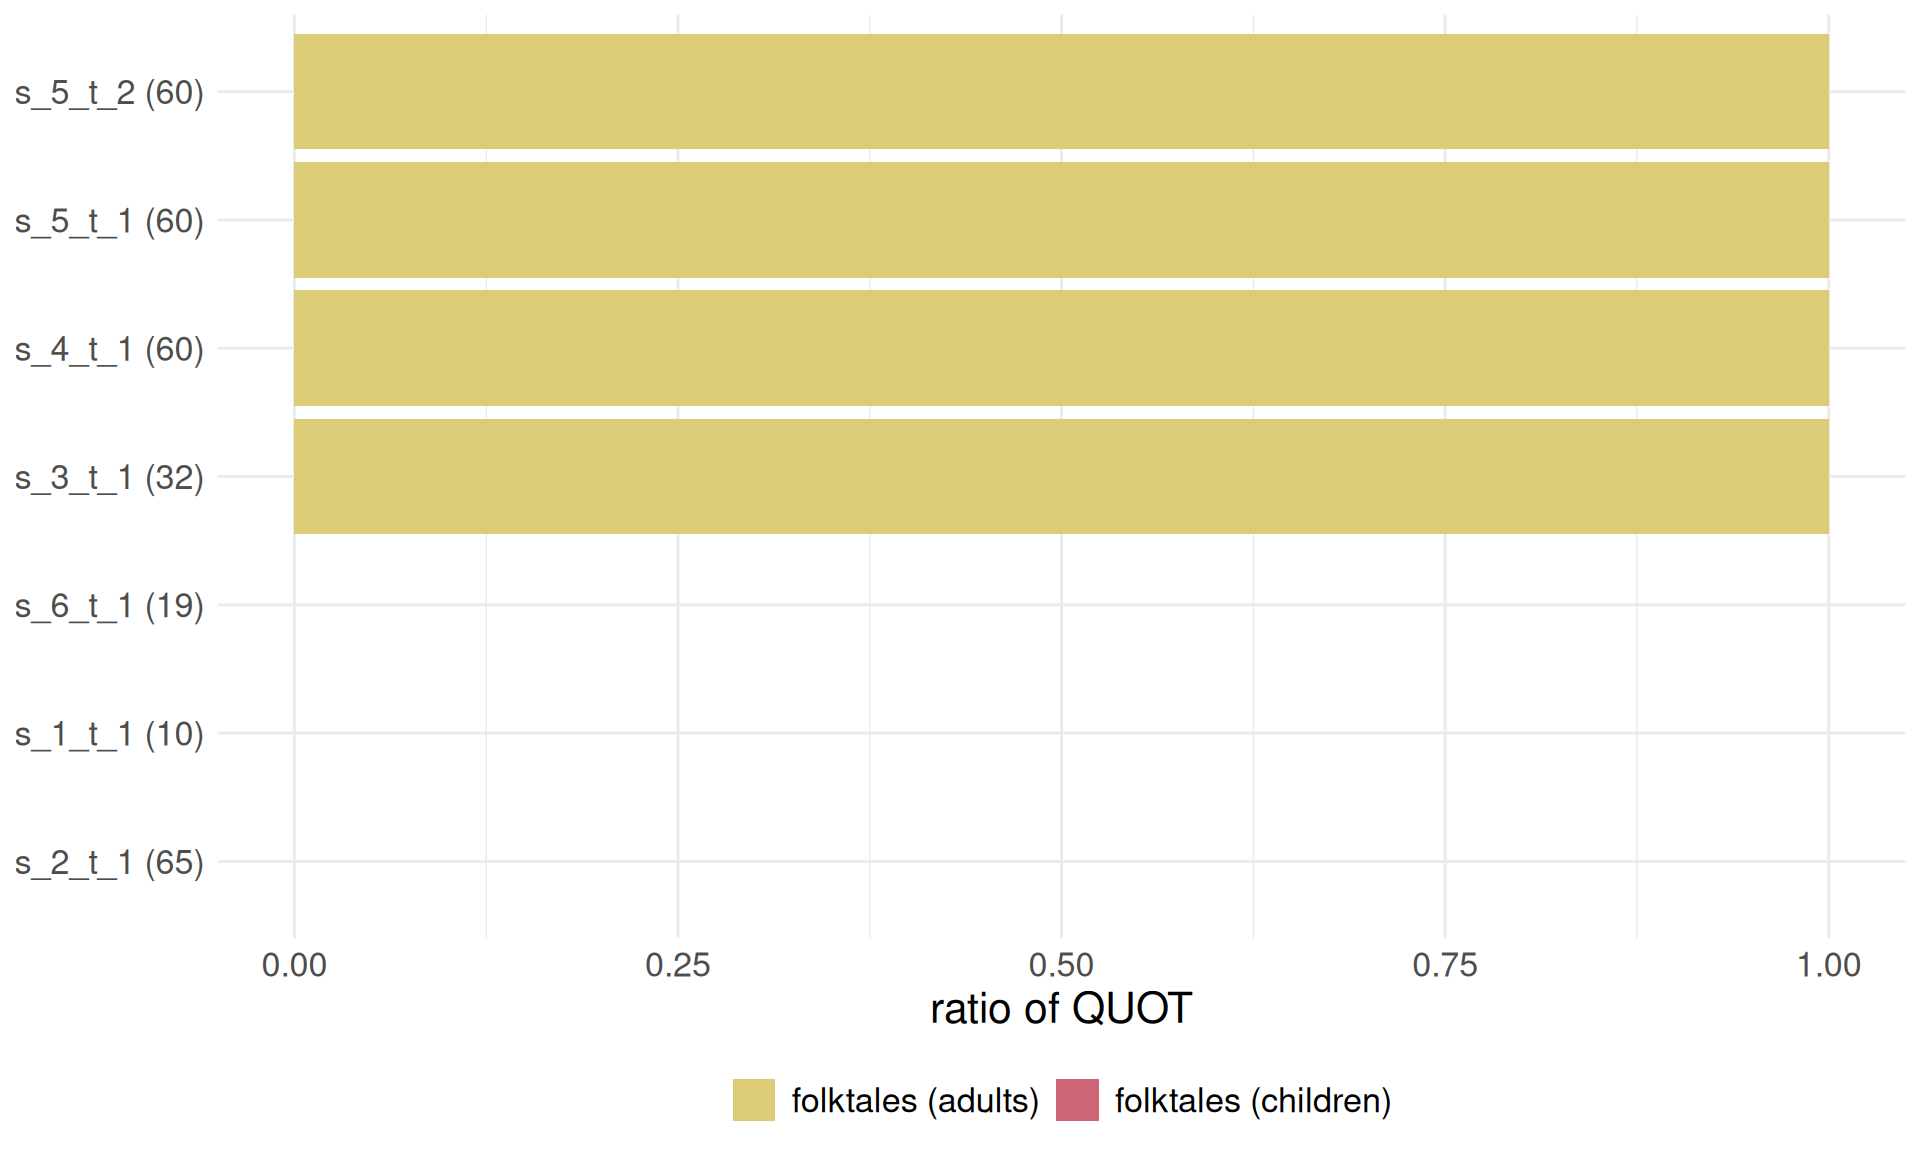 s_5_t_2 (60)
s_5_t_1 (60)
s_4_t_1 (60)
s_3_t_1 (32)
s_6_t_1 (19)
s_1_t_1 (10)
s_2_t_1 (65)
0.00 0.25 0.50 0.75 1.00
ratio of QUOT
folktales (adults) folktales (children)